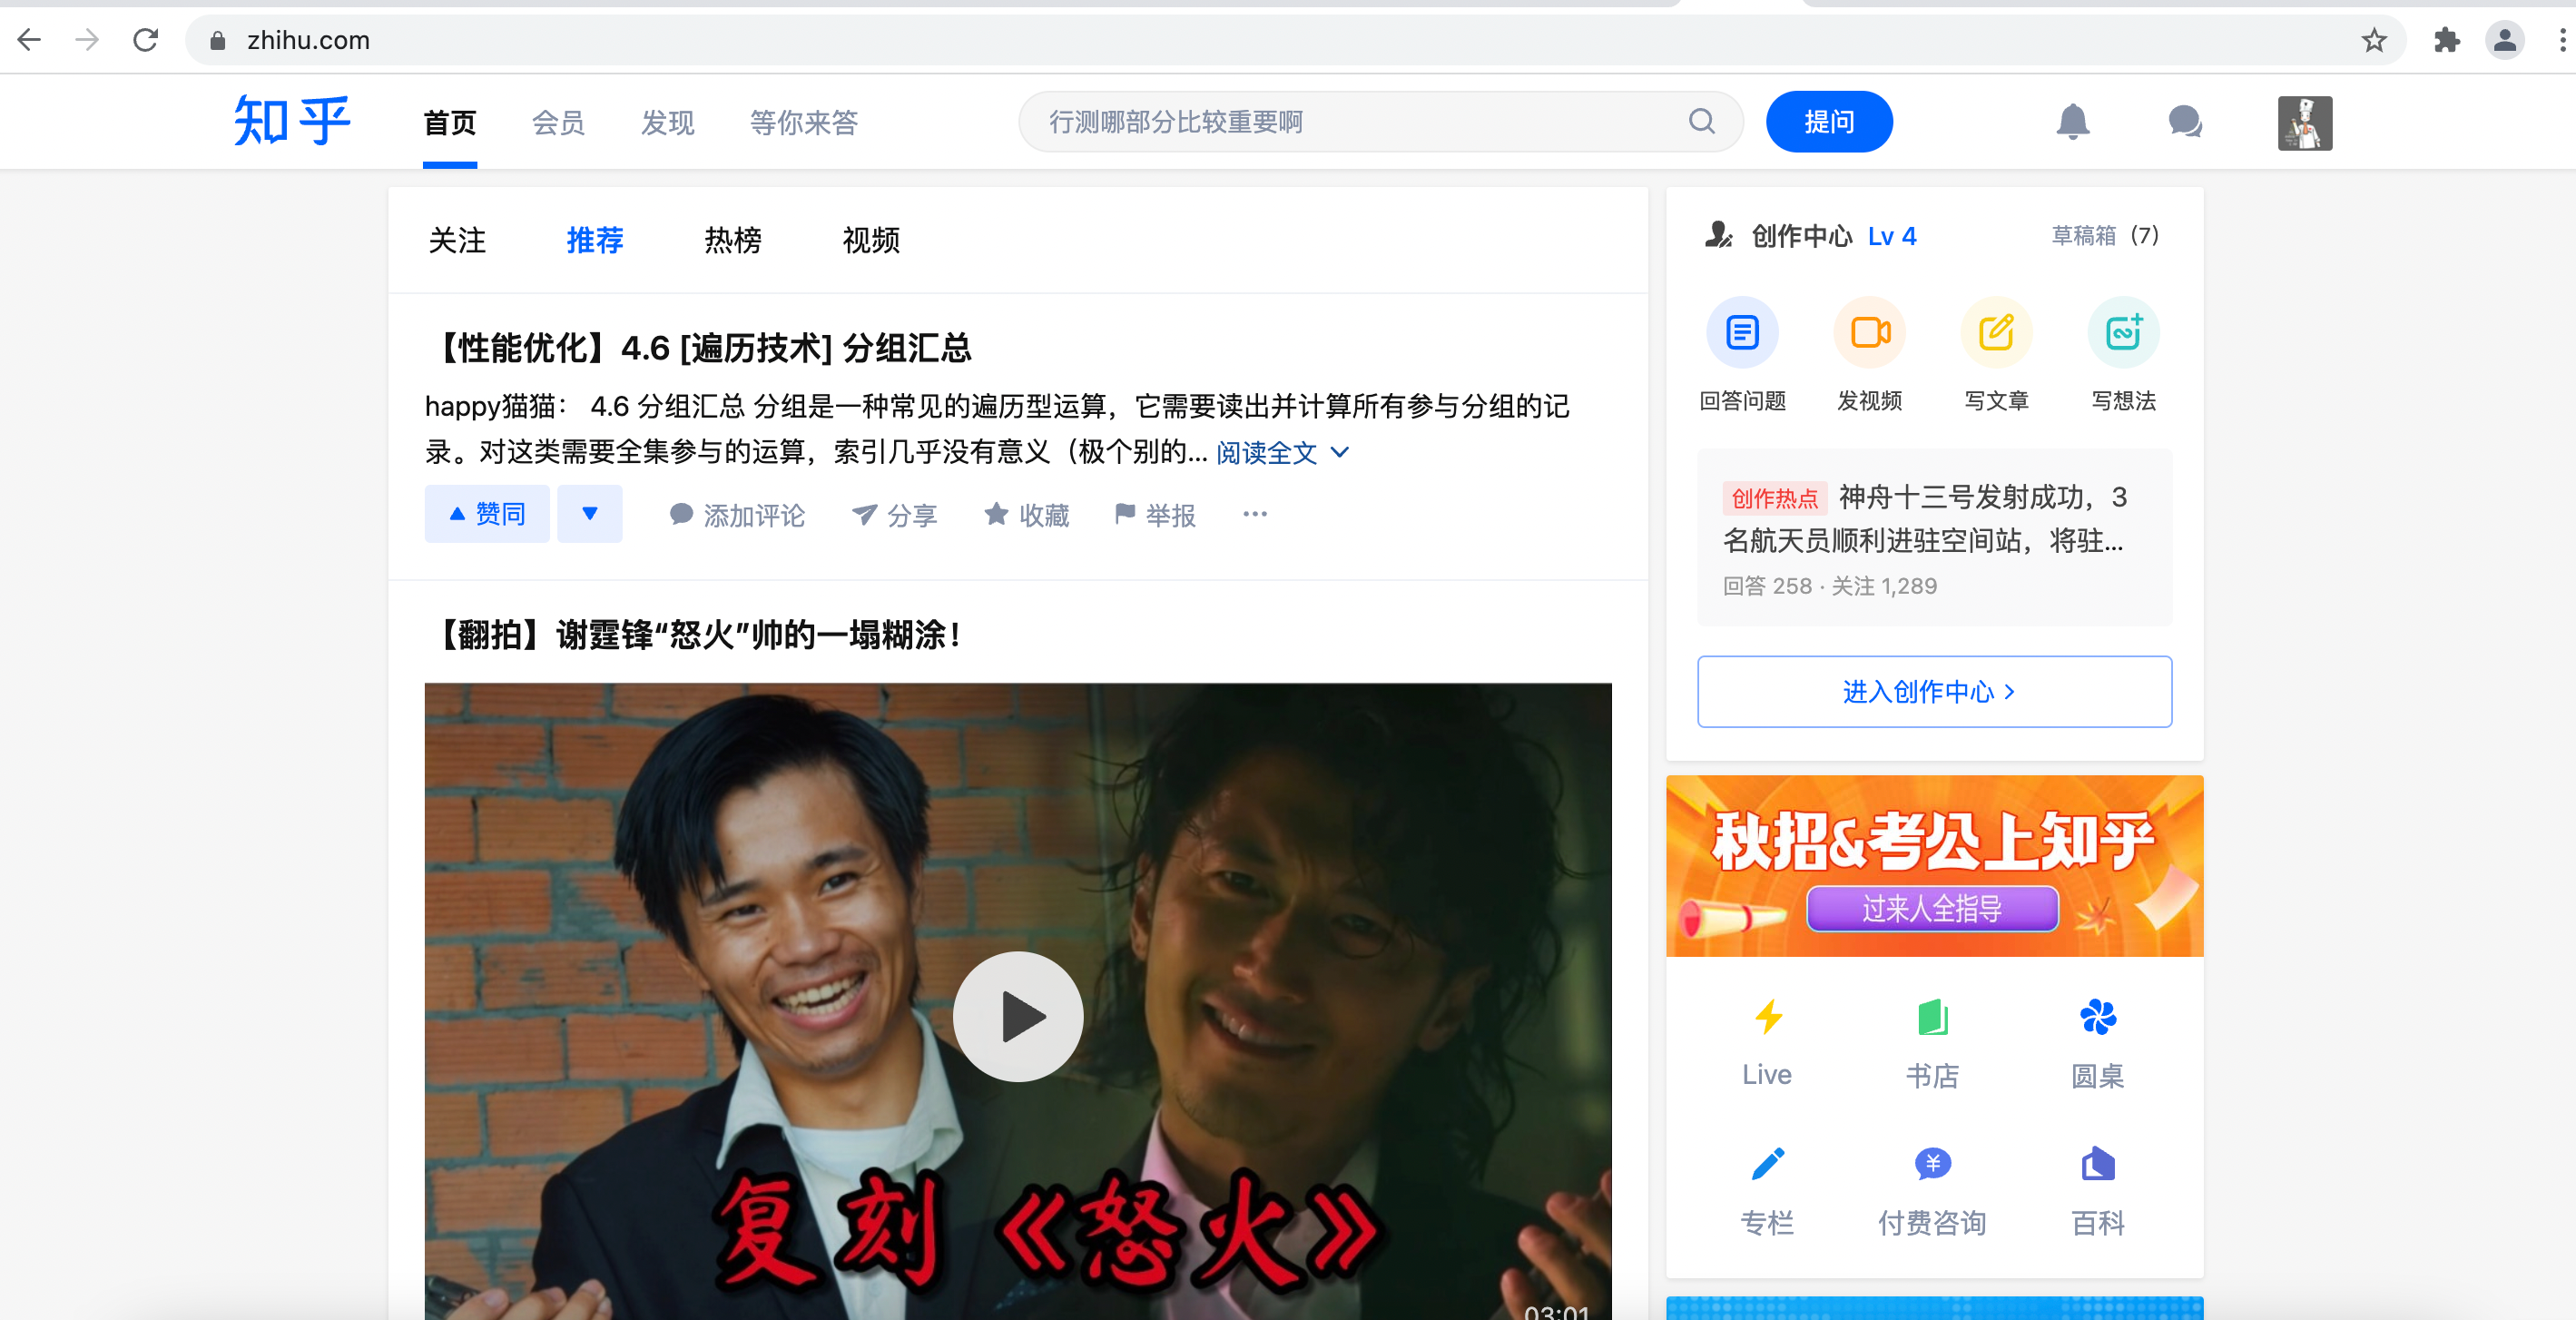 zhihu.com
知乎
首页 会员 发现 等你来答
行测哪部分比较重要啊
提问
关注 推荐 热榜 视频
【性能优化】4.6 [遍历技术] 分组汇总
happy猫猫： 4.6 分组汇总 分组是一种常见的遍历型运算，它需要读出并计算所有参与分组的记
录。对这类需要全集参与的运算，索引几乎没有意义（极个别的... 阅读全文
赞同 添加评论 分享 收藏 举报
【翻拍】谢霆锋“怒火”帅的一塌糊涂！
复刻《怒火》
03:01
创作中心 Lv 4 草稿箱 (7)
回答问题 发视频 写文章 写想法
创作热点 神舟十三号发射成功，3
名航天员顺利进驻空间站，将驻...
回答 258 · 关注 1,289
进入创作中心
秋招&考公上知乎
过来人全指导
Live 书店 圆桌
专栏 付费咨询 百科